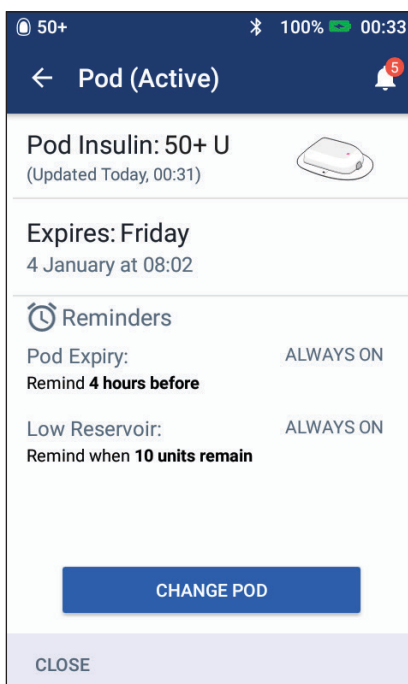 50+ 100% 00:33
Pod (Active) 5
Pod Insulin: 50+ U
(Updated Today, 00:31)
Expires: Friday
4 January at 08:02
Reminders
Pod Expiry: ALWAYS ON
Remind 4 hours before
Low Reservoir: ALWAYS ON
Remind when 10 units remain
CHANGE POD
CLOSE